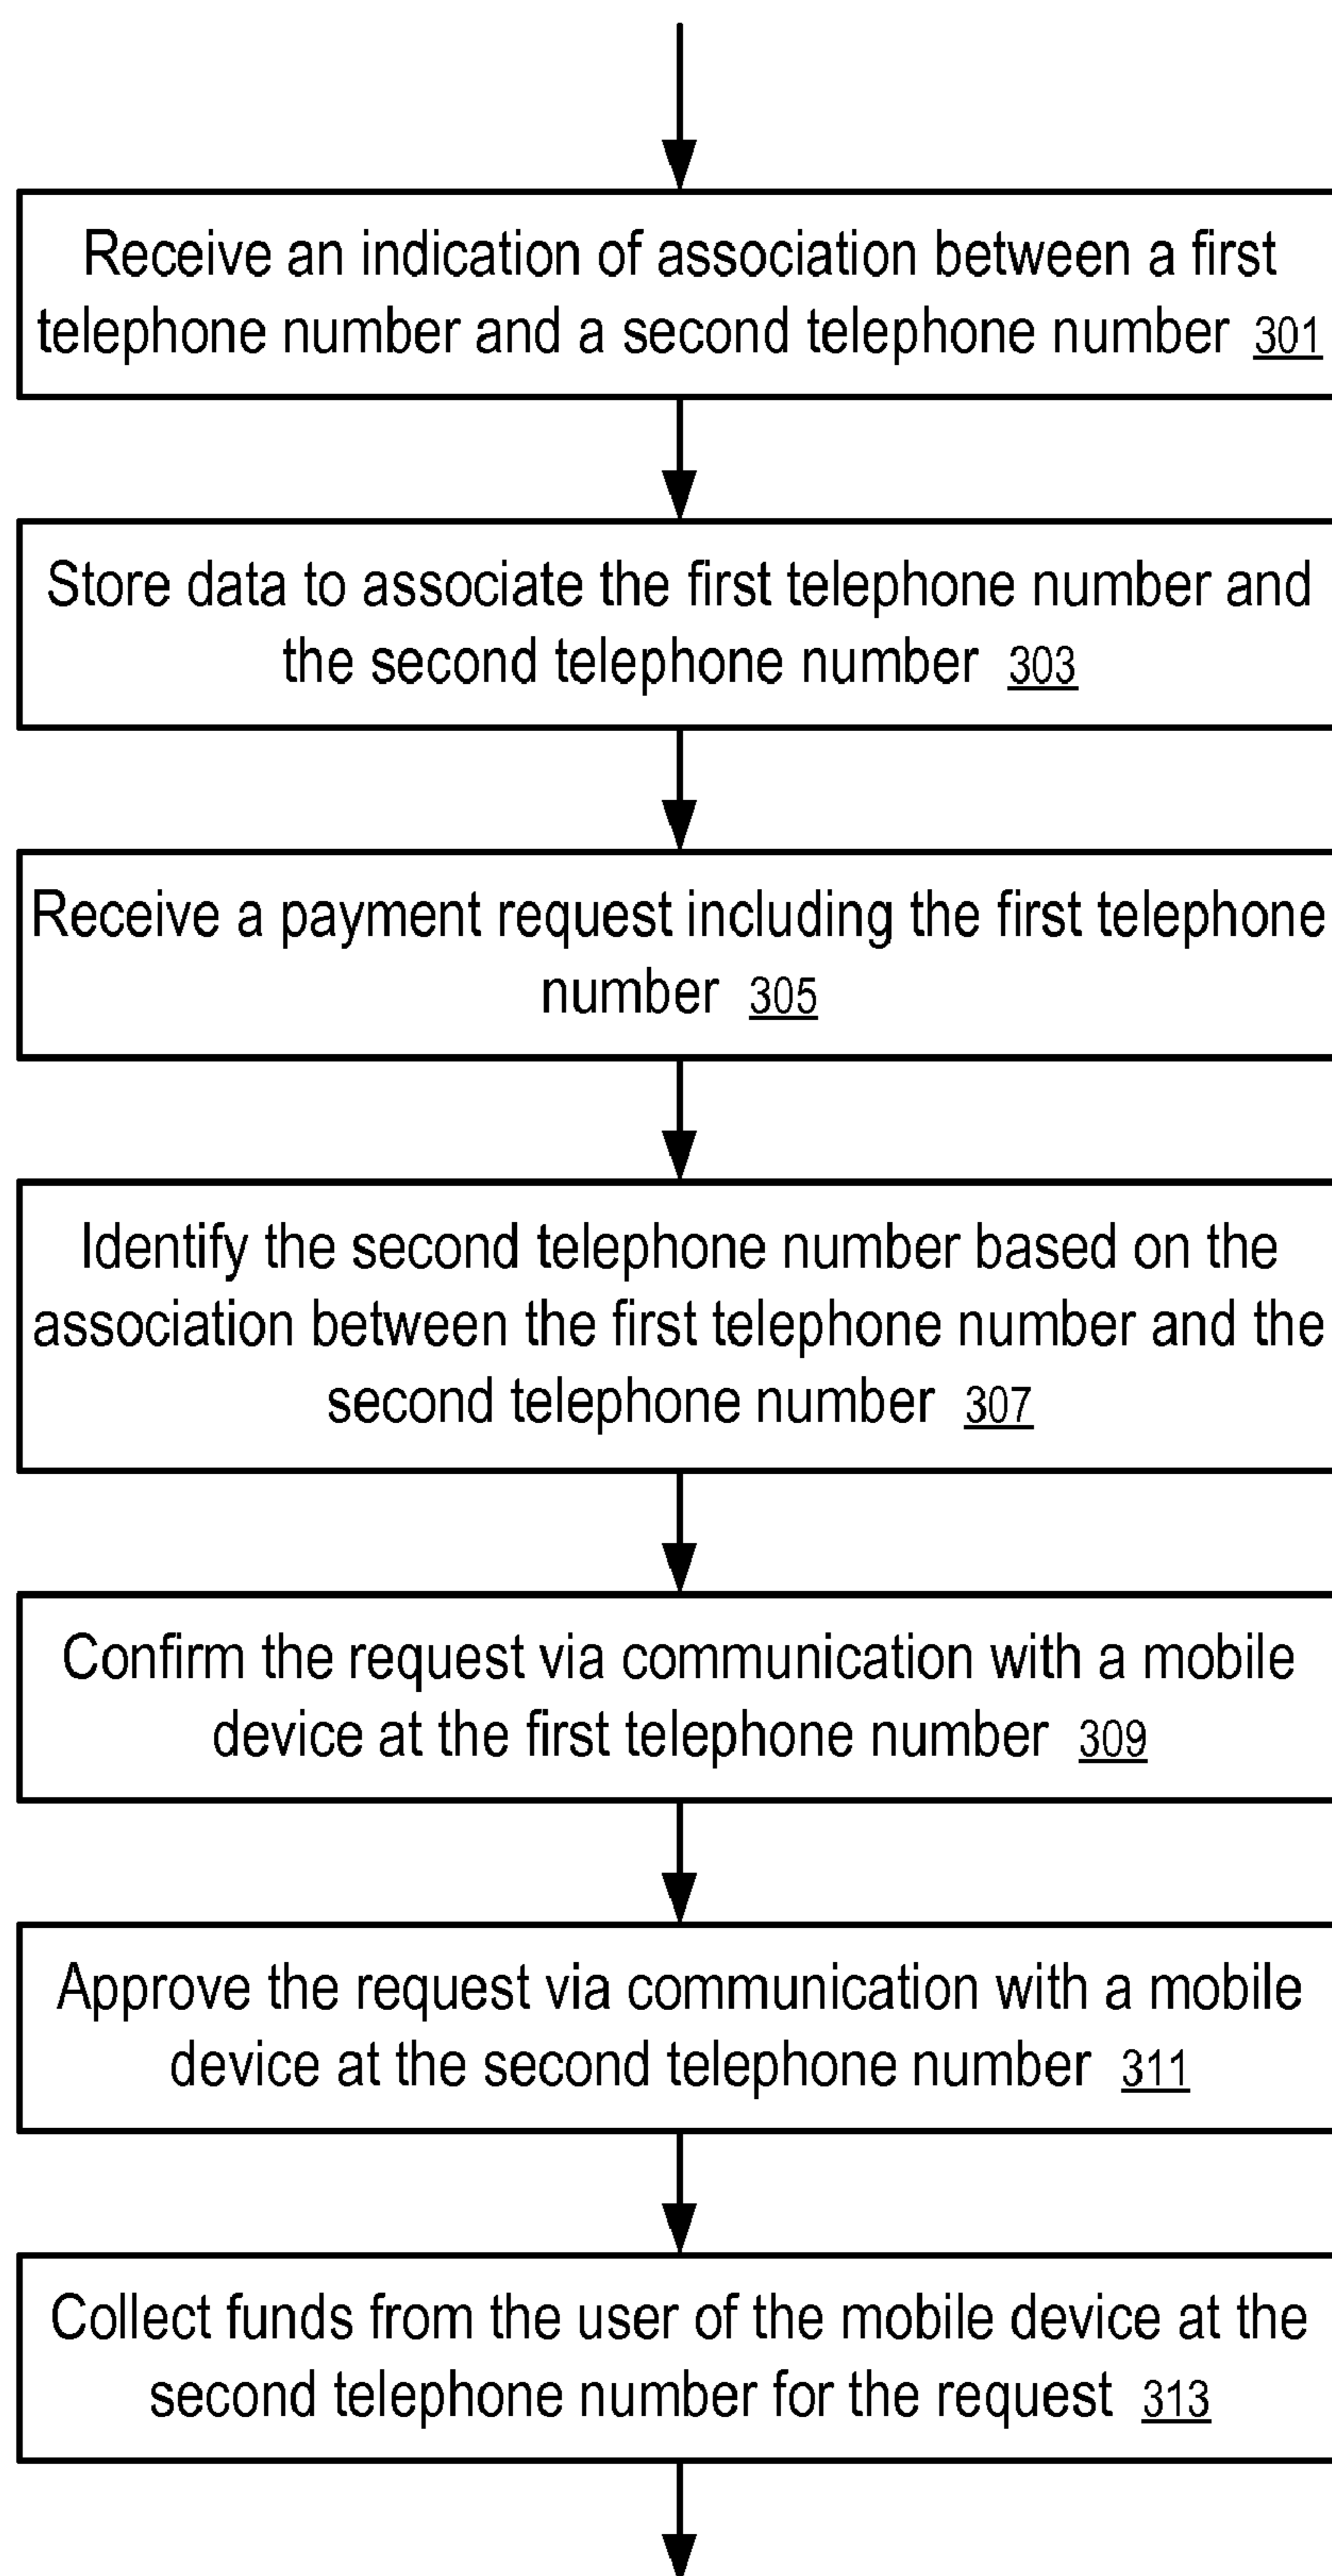 Receive an indication of association between a first
telephone number and a second telephone number 301
Store data to associate the first telephone number and
the second telephone number 303
Receive a payment request including the first telephone
number 305
Identify the second telephone number based on the
association between the first telephone number and the
second telephone number 307
Confirm the request via communication with a mobile
device at the first telephone number 309
Approve the request via communication with a mobile
device at the second telephone number 311
Collect funds from the user of the mobile device at the
second telephone number for the request 313